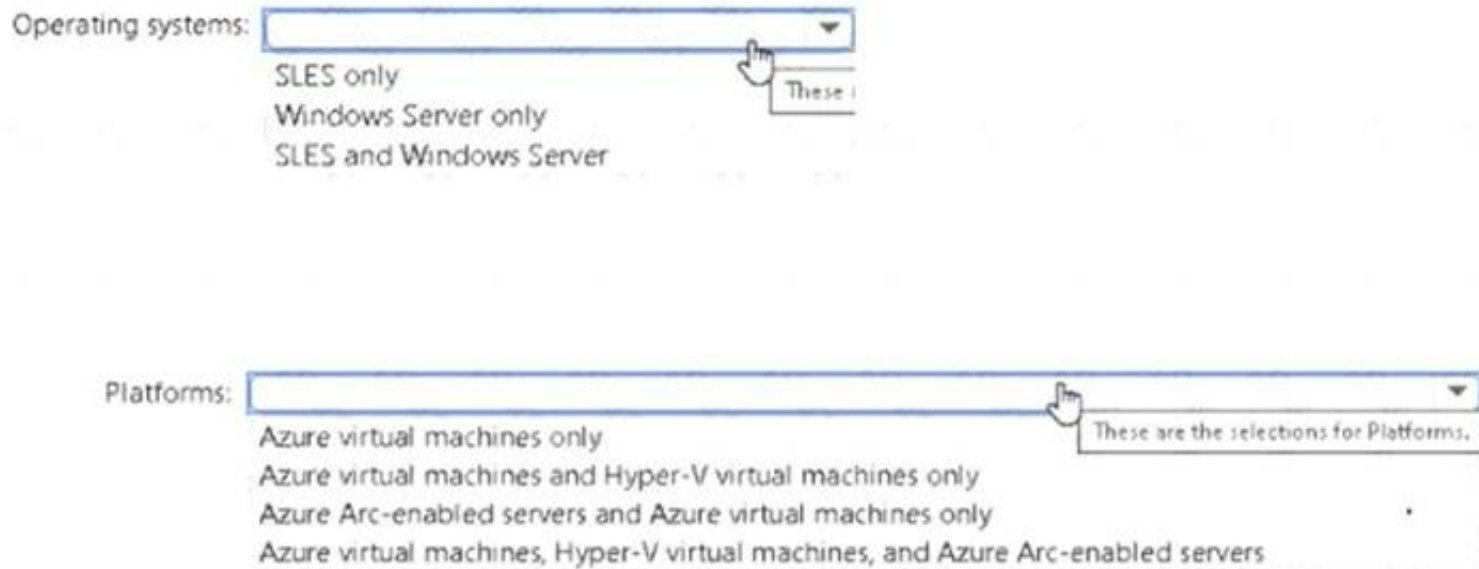 Operating systems:
SLES only
These
Windows Server only
SLES and Windows Server
Platforms:
These are the selections for Platforms.
Azure virtual machines only
Azure virtual machines and Hyper-V virtual machines only
Azure Arc-enabled servers and Azure virtual machines only
Azure virtual machines, Hyper-V virtual machines, and Azure Arc-enabled servers